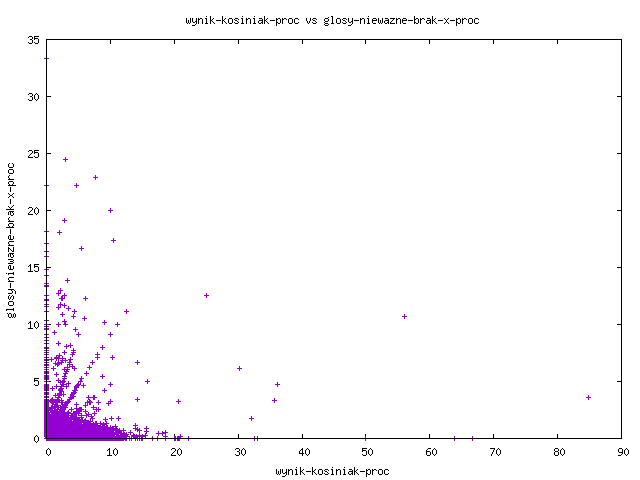 wynik-kosiniak-proc vs glosy-niewazne-brak-x-proc
35
30
25
20
15
10
5
0
glosy-niewazne-brak-x-proc
0 10 20 30 40 50 60 70 80 90
wynik-kosiniak-proc